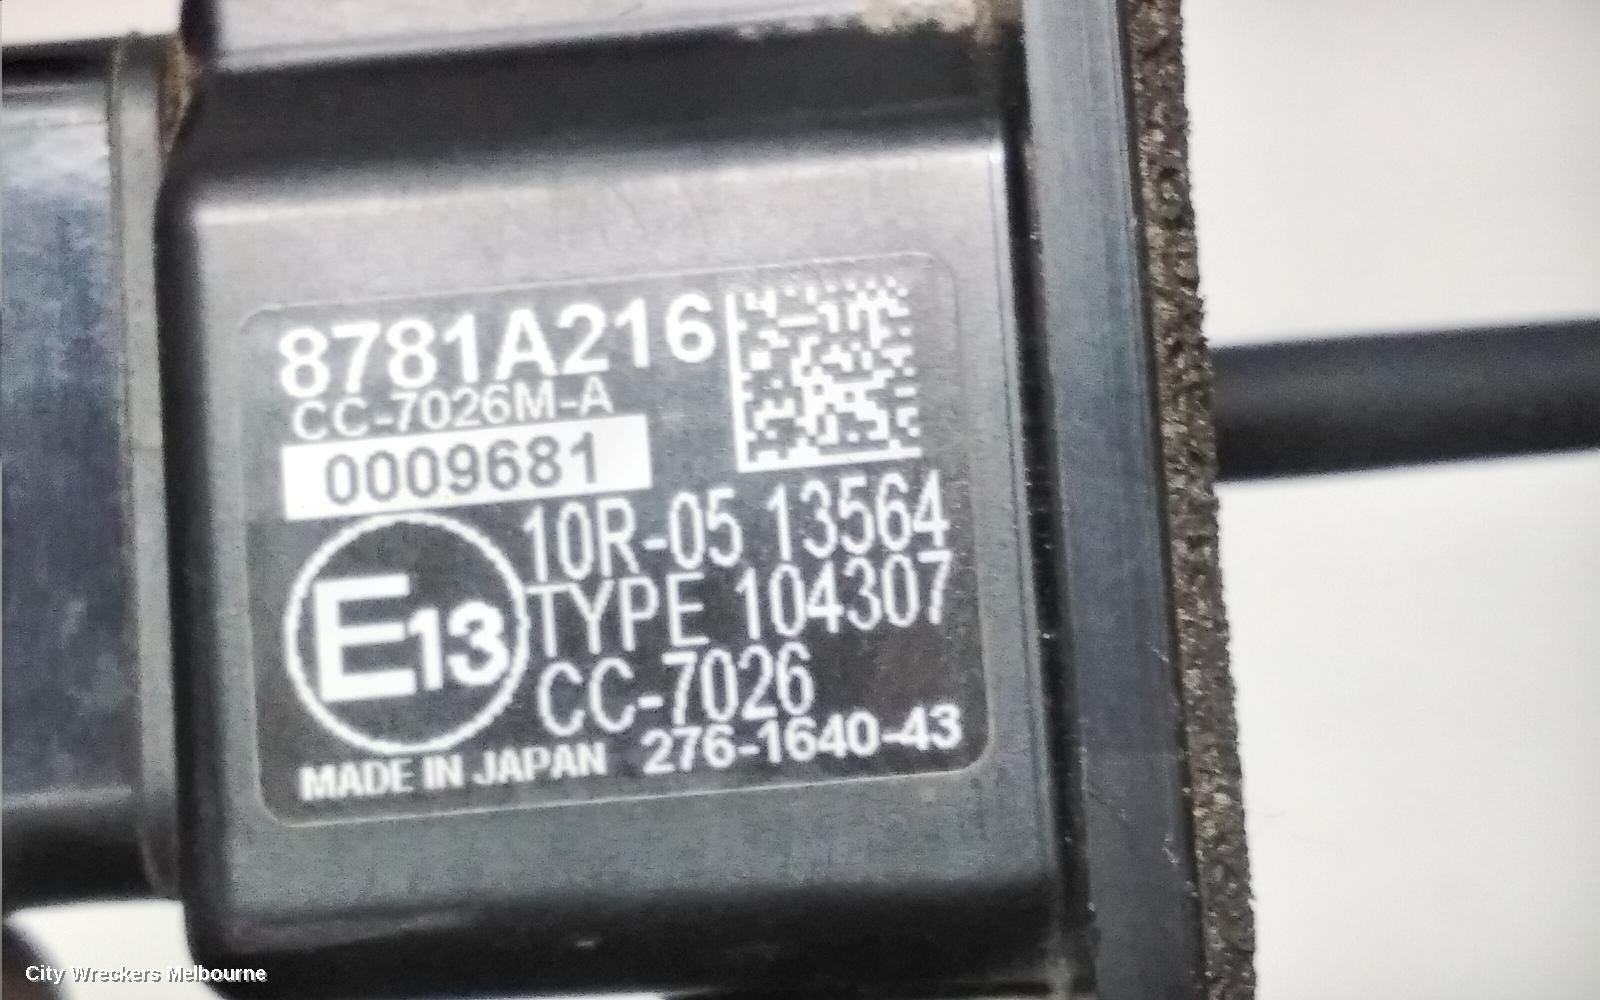 8781A216
CC-7026M-A
0009681
10R-05 13564
E13
TYPE 104307
CC-7026
276-1640-43
MADE IN JAPAN
City Wreckers Melbourne